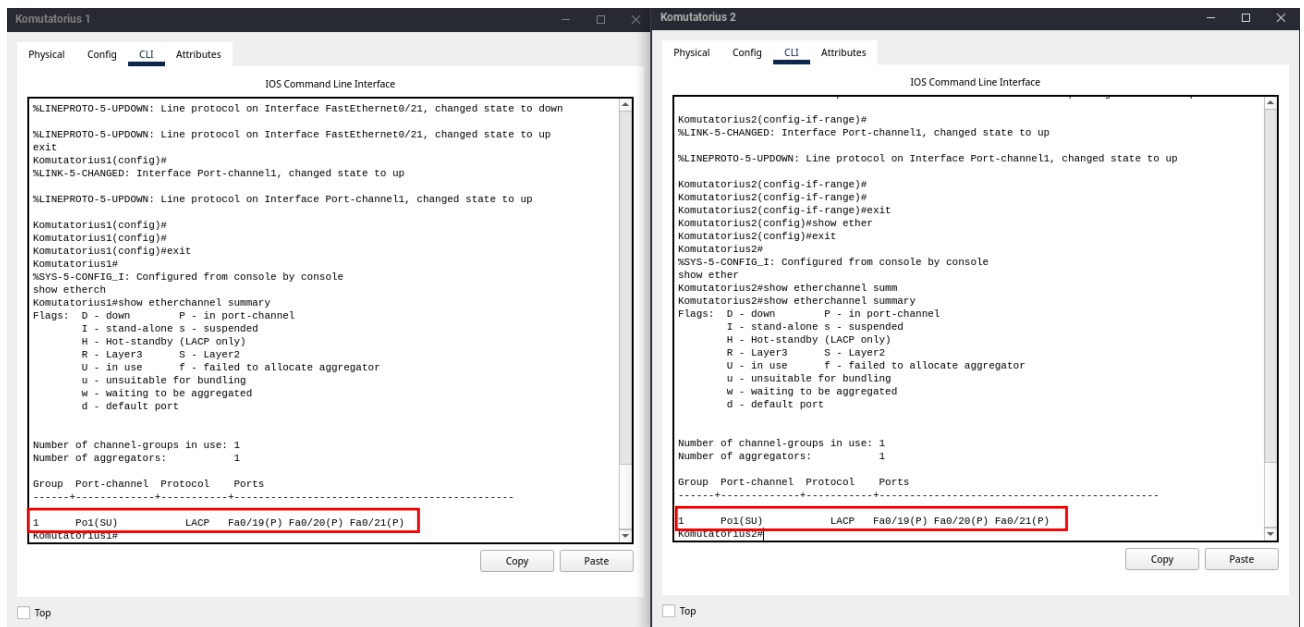 Komutatorius 1
Physical Config CLI Attributes
IOS Command Line Interface
%LINEPROTO-5-UPDOWN: Line protocol on Interface FastEthernet0/21, changed state to down
%LINEPROTO-5-UPDOWN: Line protocol on Interface FastEthernet0/21, changed state to up
exit
Komutatorius1(config)#
%LINK-5-CHANGED: Interface Port-channel1, changed state to up
%LINEPROTO-5-UPDOWN: Line protocol on Interface Port-channel1, changed state to up
Komutatorius1(config)#
Komutatorius1(config)#
Komutatorius1(config)#exit
Komutatorius1#
%SYS-5-CONFIG_I: Configured from console by console
show etherch
Komutatorius1#show etherchannel summary
Flags:  D - down        P - in port-channel
I - stand-alone s - suspended
H - Hot-standby (LACP only)
R - Layer3      S - Layer2
U - in use      f - failed to allocate aggregator
u - unsuitable for bundling
w - waiting to be aggregated
d - default port
Number of channel-groups in use: 1
Number of aggregators:           1
Group  Port-channel  Protocol    Ports
------+-------------+-----------+----------------------------------------------
1      Po1(SU)           LACP   Fa0/19(P) Fa0/20(P) Fa0/21(P)
Komutatorius1#
Copy Paste
Top
Komutatorius 2
Physical Config CLI Attributes
IOS Command Line Interface
Komutatorius2(config-if-range)#
%LINK-5-CHANGED: Interface Port-channel1, changed state to up
%LINEPROTO-5-UPDOWN: Line protocol on Interface Port-channel1, changed state to up
Komutatorius2(config-if-range)#
Komutatorius2(config-if-range)#
Komutatorius2(config-if-range)#exit
Komutatorius2(config)#show ether
Komutatorius2(config)#exit
Komutatorius2#
%SYS-5-CONFIG_I: Configured from console by console
show ether
Komutatorius2#show etherchannel summ
Komutatorius2#show etherchannel summary
Flags:  D - down        P - in port-channel
I - stand-alone s - suspended
H - Hot-standby (LACP only)
R - Layer3      S - Layer2
U - in use      f - failed to allocate aggregator
u - unsuitable for bundling
w - waiting to be aggregated
d - default port
Number of channel-groups in use: 1
Number of aggregators:           1
Group  Port-channel  Protocol    Ports
------+-------------+-----------+----------------------------------------------
1      Po1(SU)           LACP   Fa0/19(P) Fa0/20(P) Fa0/21(P)
Komutatorius2#
Copy Paste
Top